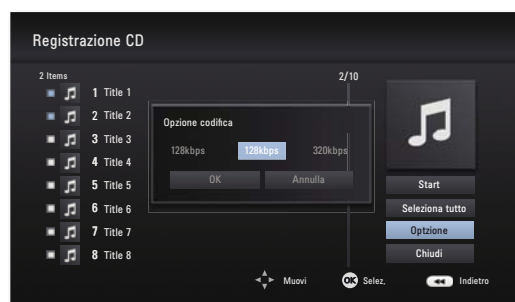 Registrazione CD
2 Items
2/10
1 Title 1
2 Title 2
3 Title 3
4 Title 4
5 Title 5
6 Title 6
7 Title 7
8 Title 8
Opzione codifica
128kbps 128kbps 320kbps
OK Annulla
Start
Seleziona tutto
Optzione
Chiudi
Muovi OK Selez. Indietro